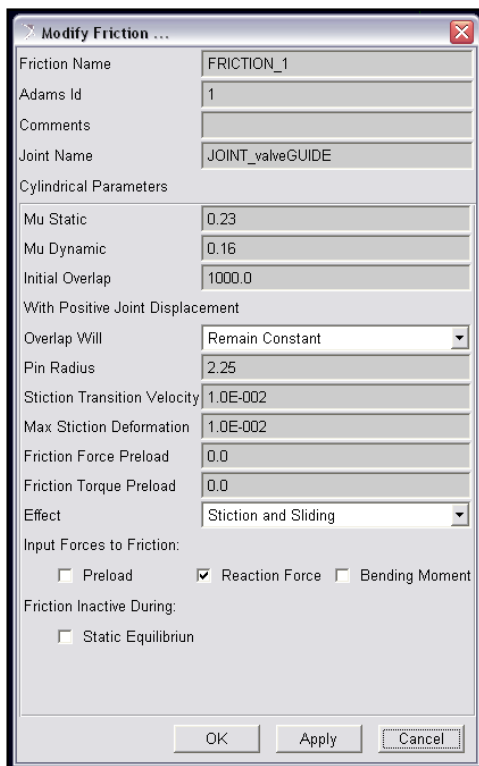 Modify Friction ...
Friction Name FRICTION_1
Adams Id 1
Comments
Joint Name JOINT_valveGUIDE
Cylindrical Parameters
Mu Static 0.23
Mu Dynamic 0.16
Initial Overlap 1000.0
With Positive Joint Displacement
Overlap Will Remain Constant
Pin Radius 2.25
Stiction Transition Velocity 1.0E-002
Max Stiction Deformation 1.0E-002
Friction Force Preload 0.0
Friction Torque Preload 0.0
Effect Stiction and Sliding
Input Forces to Friction:
Preload Reaction Force Bending Moment
Friction Inactive During:
Static Equilibriun
OK Apply Cancel